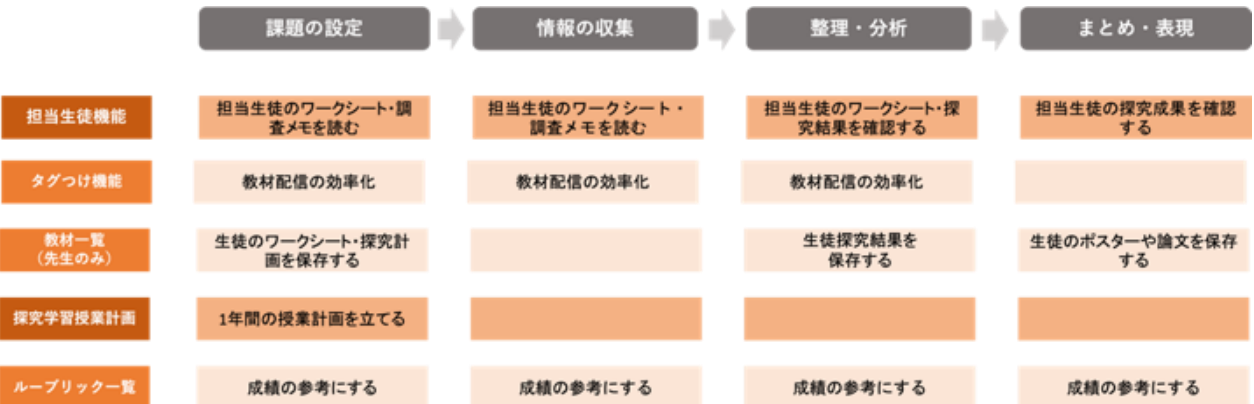 課題の設定
情報の収集
整理・分析
まとめ・表現
担当生徒機能
担当生徒のワークシート・調
査メモを読む
担当生徒のワークシート・
調査メモを読む
担当生徒のワークシート・探
究結果を確認する
担当生徒の探究成果を確認
する
タグつけ機能
教材配信の効率化
教材配信の効率化
教材配信の効率化
教材一覧
(先生のみ)
生徒のワークシート・探究計
画を保存する
生徒探究結果を
保存する
生徒のポスターや論文を保存
する
探究学習授業計画
1年間の授業計画を立てる
ルーブリック一覧
成績の参考にする
成績の参考にする
成績の参考にする
成績の参考にする